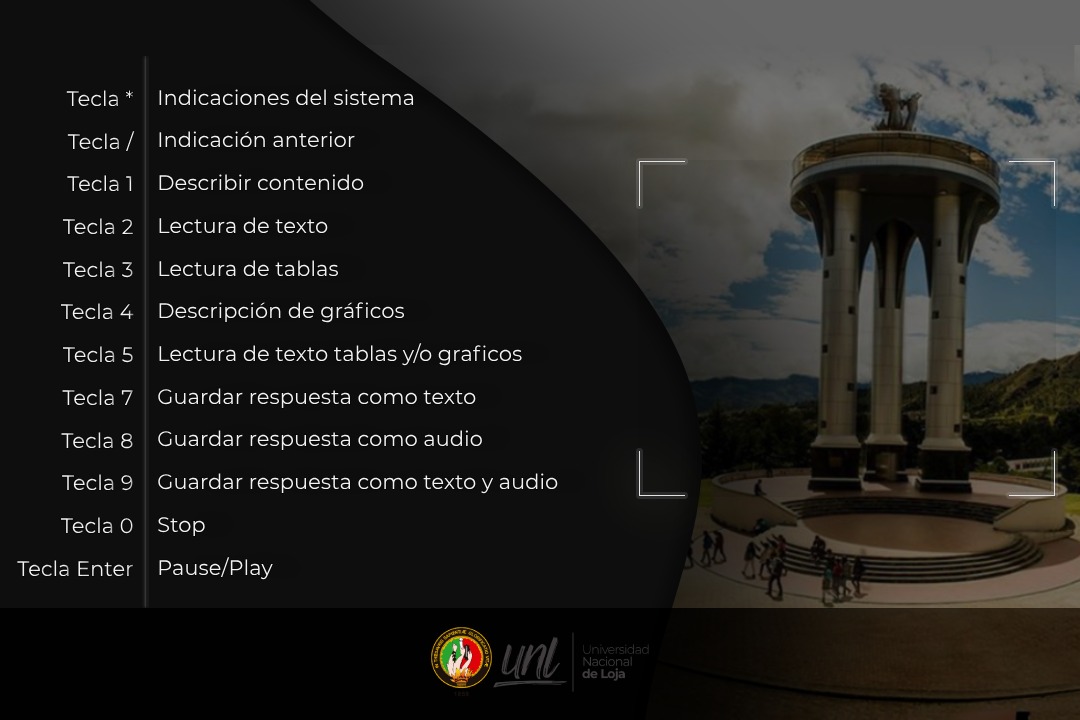 Tecla * Indicaciones del sistema
Tecla / Indicación anterior
Tecla 1 Describir contenido
Tecla 2 Lectura de texto
Tecla 3 Lectura de tablas
Tecla 4 Descripción de gráficos
Tecla 5 Lectura de texto tablas y/o graficos
Tecla 7 Guardar respuesta como texto
Tecla 8 Guardar respuesta como audio
Tecla 9 Guardar respuesta como texto y audio
Tecla 0 Stop
Tecla Enter Pause/Play
unl
Universidad
Nacional
de Loja